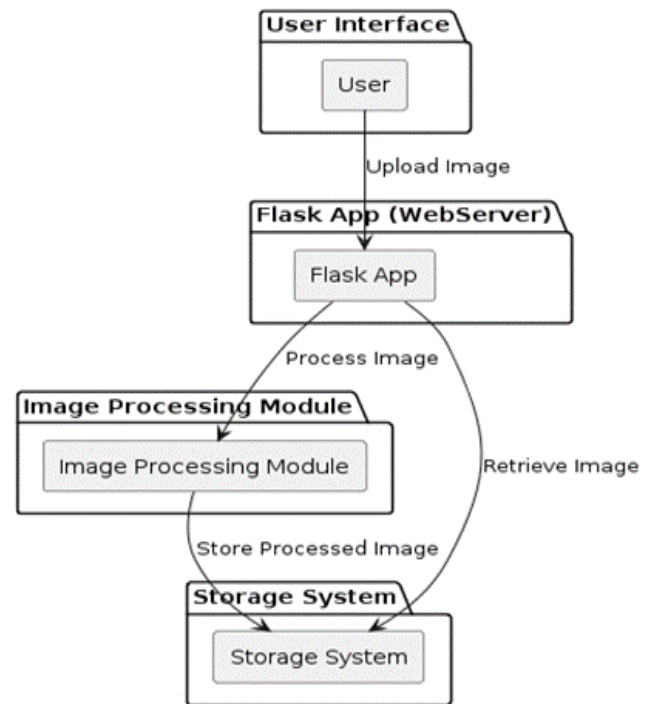 User Interface
User
Upload Image
Flask App (WebServer)
Flask App
Process Image
Image Processing Module
Image Processing Module
Retrieve Image
Store Processed Image
Storage System
Storage System